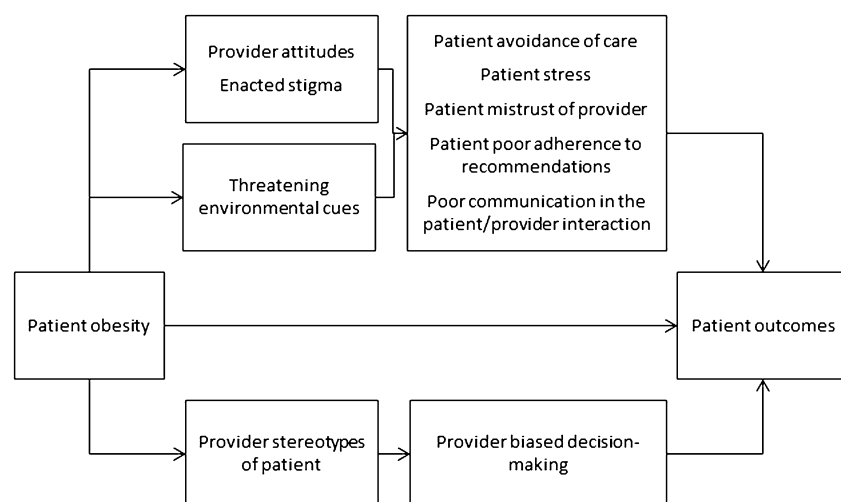 Provider attitudes
Enacted stigma
Threatening
environmental cues
Patient avoidance of care
Patient stress
Patient mistrust of provider
Patient poor adherence to
recommendations
Poor communication in the
patient/provider interaction
Patient obesity
Patient outcomes
Provider stereotypes
of patient
Provider biased decision-
making